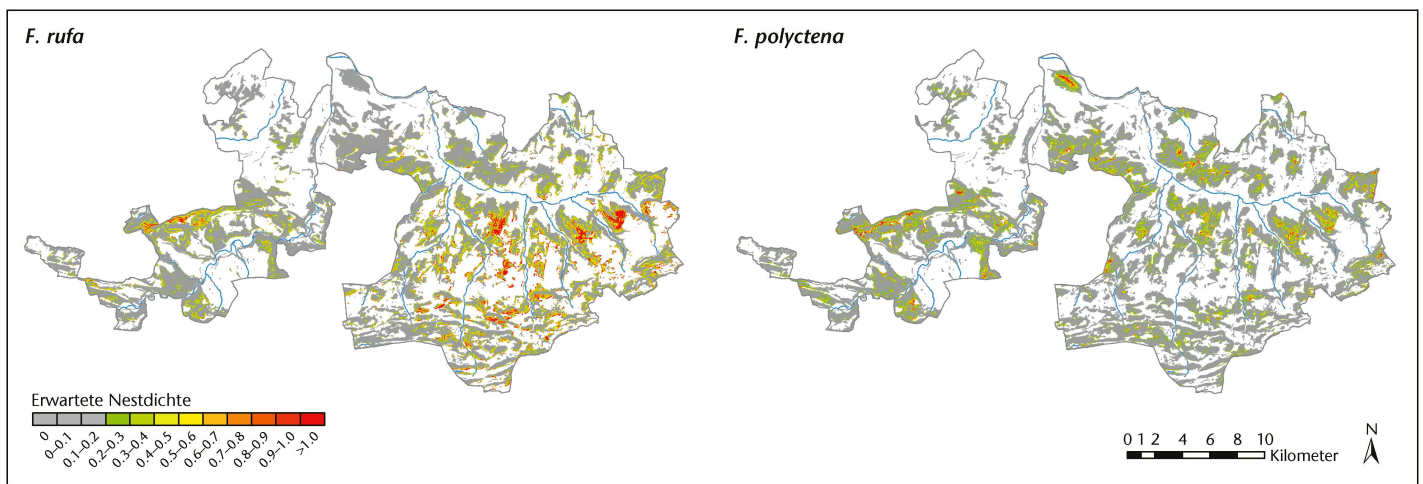 F. rufa
F. polyctena
Erwartete Nestdichte
0
0–0.1
0.1–0.2
0.2–0.3
0.3–0.4
0.4–0.5
0.5–0.6
0.6–0.7
0.7–0.8
0.8–0.9
0.9–1.0
>1.0
0 1 2 4 6 8 10
Kilometer
N